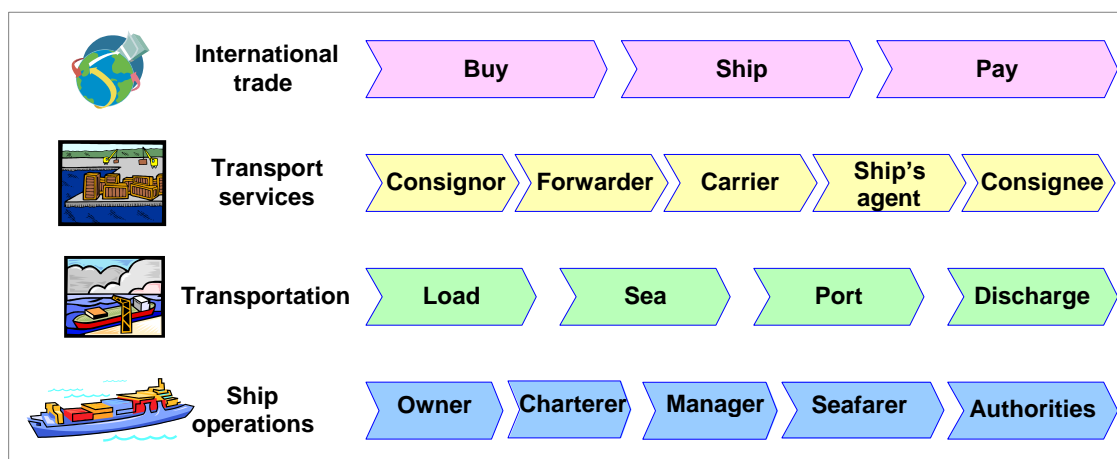 International
trade
Buy
Ship
Pay
Transport
services
Consignor
Forwarder
Carrier
Ship's
agent
Consignee
Transportation
Load
Sea
Port
Discharge
Ship
operations
Owner
Charterer
Manager
Seafarer
Authorities